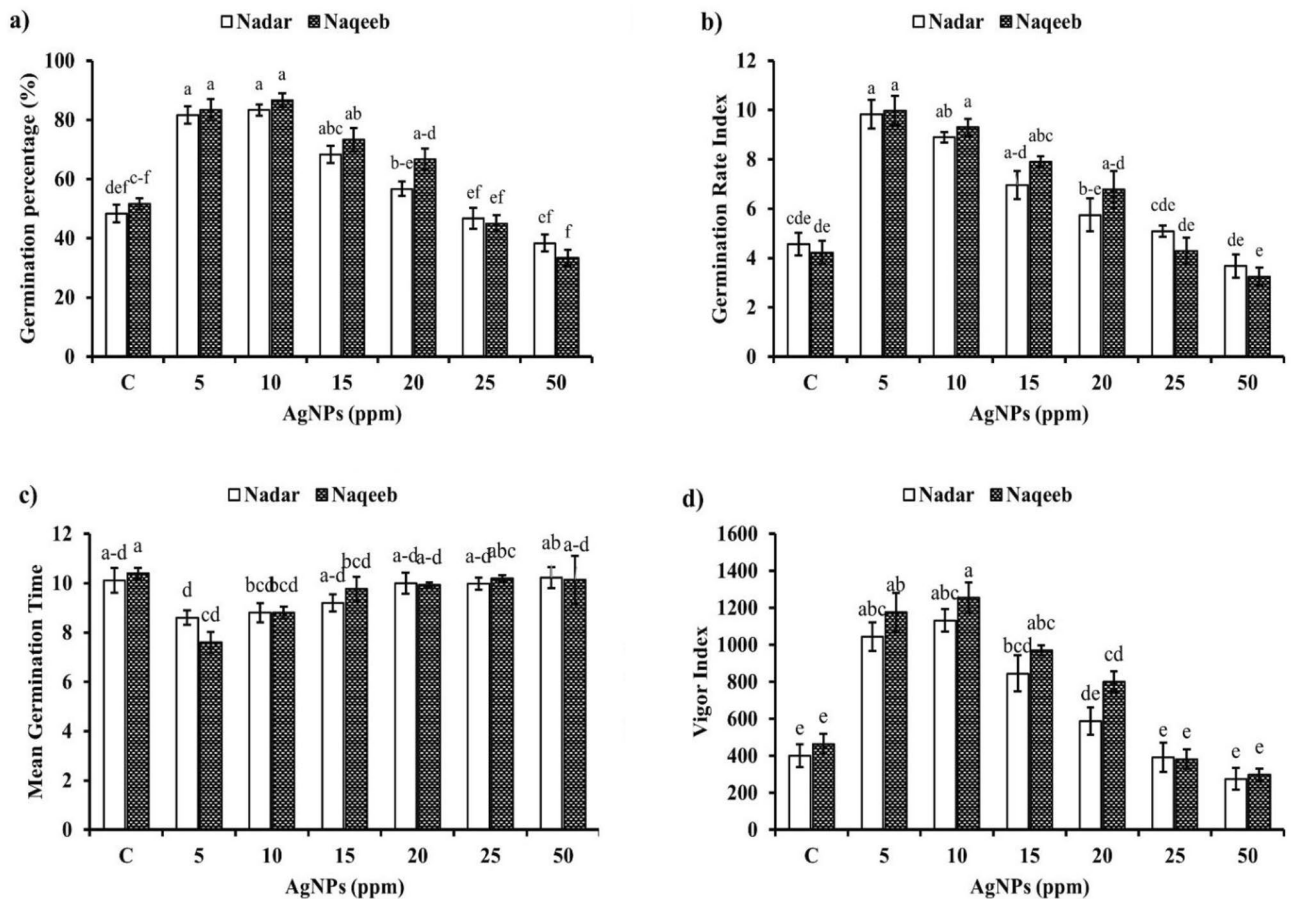 a)
Nadar Naqeeb
Germination percentage (%)
100
80
60
40
20
0
def c-f a a a a abc ab b-e a-d ef ef ef f
C 5 10 15 20 25 50
AgNPs (ppm)
b)
Nadar Naqeeb
Germination Rate Index
12
10
8
6
4
2
0
cde de a a ab a a-d abc b-e a-d cde de de e
C 5 10 15 20 25 50
AgNPs (ppm)
c)
Nadar Naqeeb
Mean Germination Time
12
10
8
6
4
2
0
a-d a d cd bcd bcd a-d bcd a-d a-d a-d abc ab a-d
C 5 10 15 20 25 50
AgNPs (ppm)
d)
Nadar Naqeeb
Vigor Index
1600
1400
1200
1000
800
600
400
200
0
e e abc ab abc a bcd abc de cd e e e e
C 5 10 15 20 25 50
AgNPs (ppm)